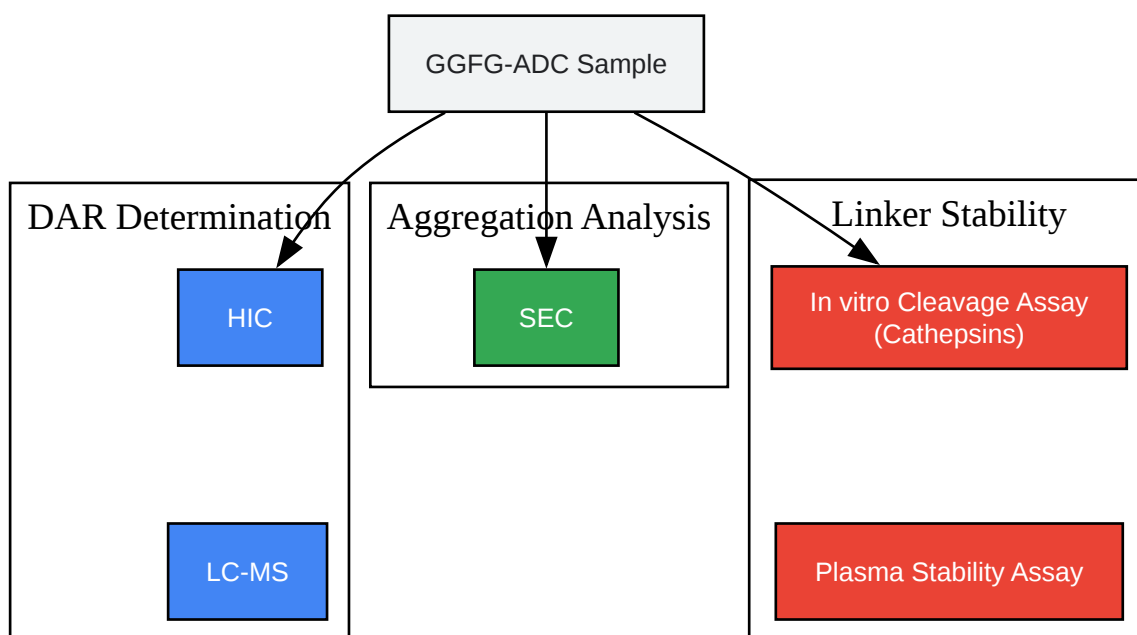 GGFG-ADC Sample
DAR Determination
Aggregation Analysis
Linker Stability
HIC
SEC
In vitro Cleavage Assay
(Cathepsins)
LC-MS
Plasma Stability Assay